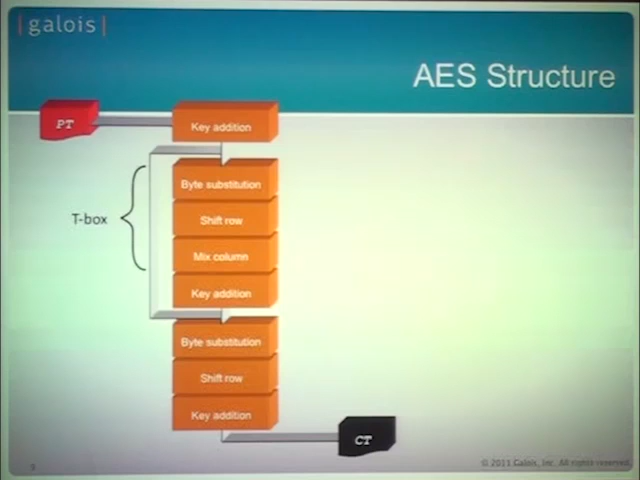 |galois|
AES Structure
PT
Key addition
T-box
Byte substitution
Shift row
Mix column
Key addition
Byte substitution
Shift row
Key addition
CT
9
© 2011 Galois, Inc. All rights reserved.